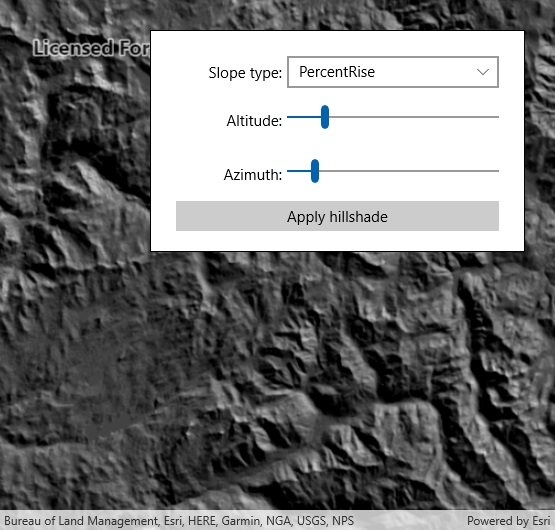 Licensed For
Slope type: PercentRise
Altitude:
Azimuth:
Apply hillshade
Bureau of Land Management, Esri, HERE, Garmin, NGA, USGS, NPS
Powered by Esri